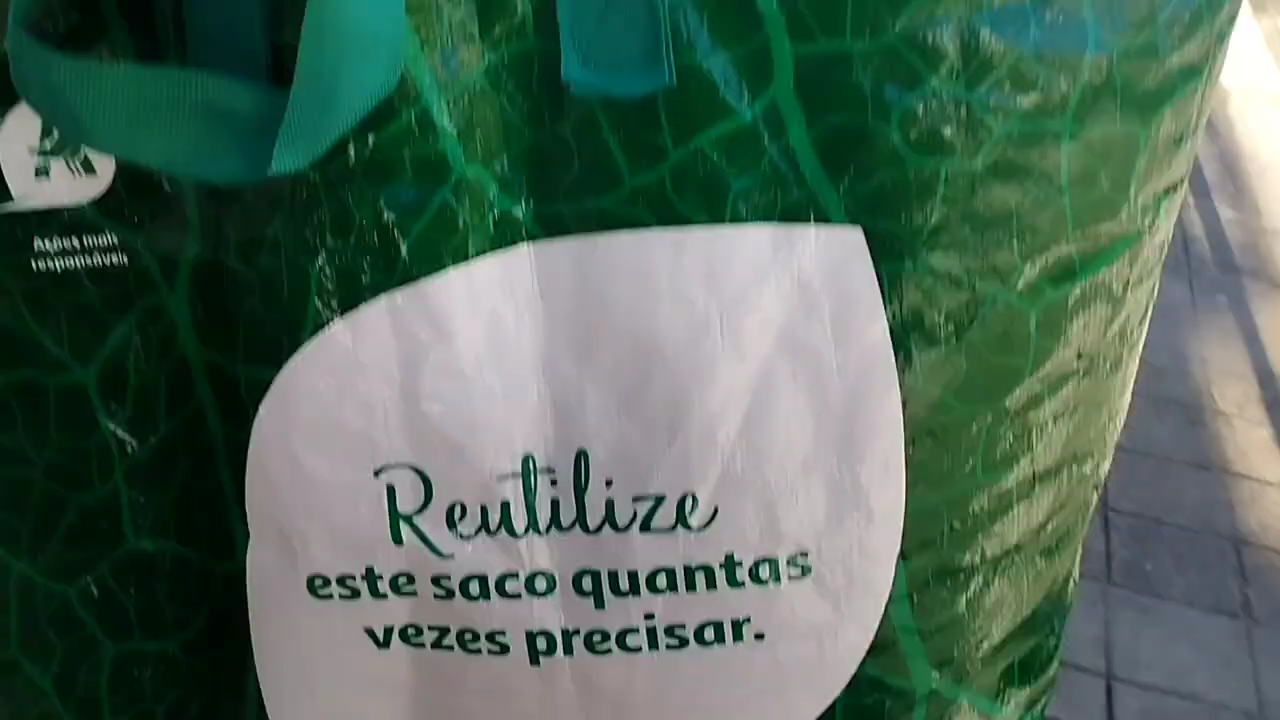 Ações mais
responsáveis
Reutilize
este saco quantas
vezes precisar.